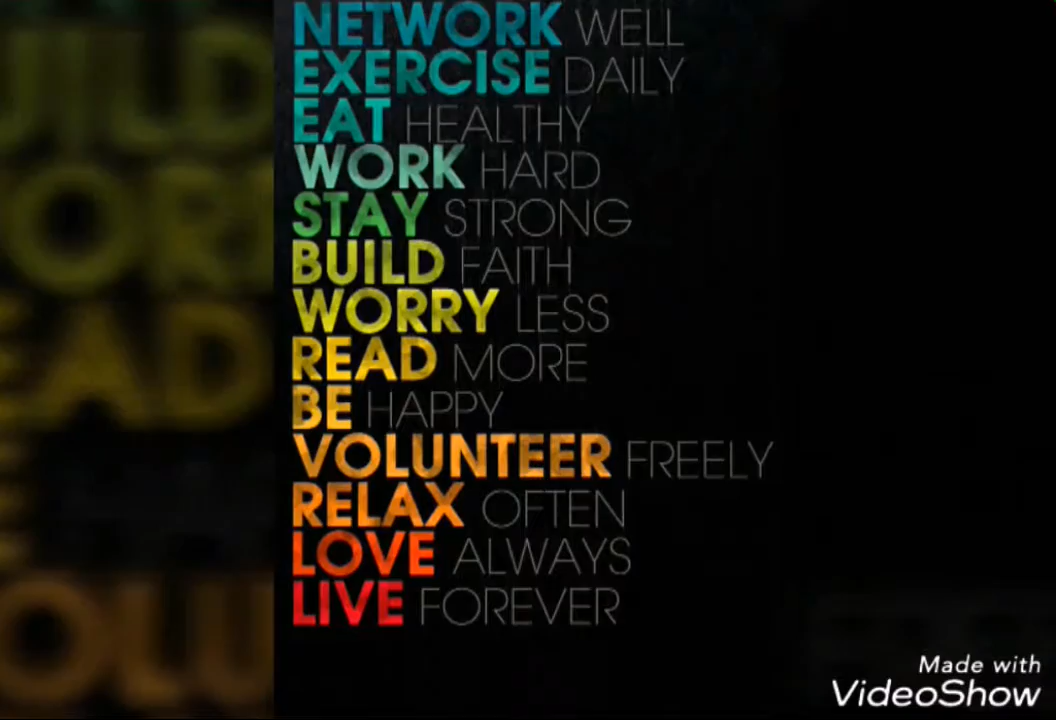 NETWORK WELL
EXERCISE DAILY
EAT HEALTHY
WORK HARD
STAY STRONG
BUILD FAITH
WORRY LESS
READ MORE
BE HAPPY
VOLUNTEER FREELY
RELAX OFTEN
LOVE ALWAYS
LIVE FOREVER
Made with
VideoShow